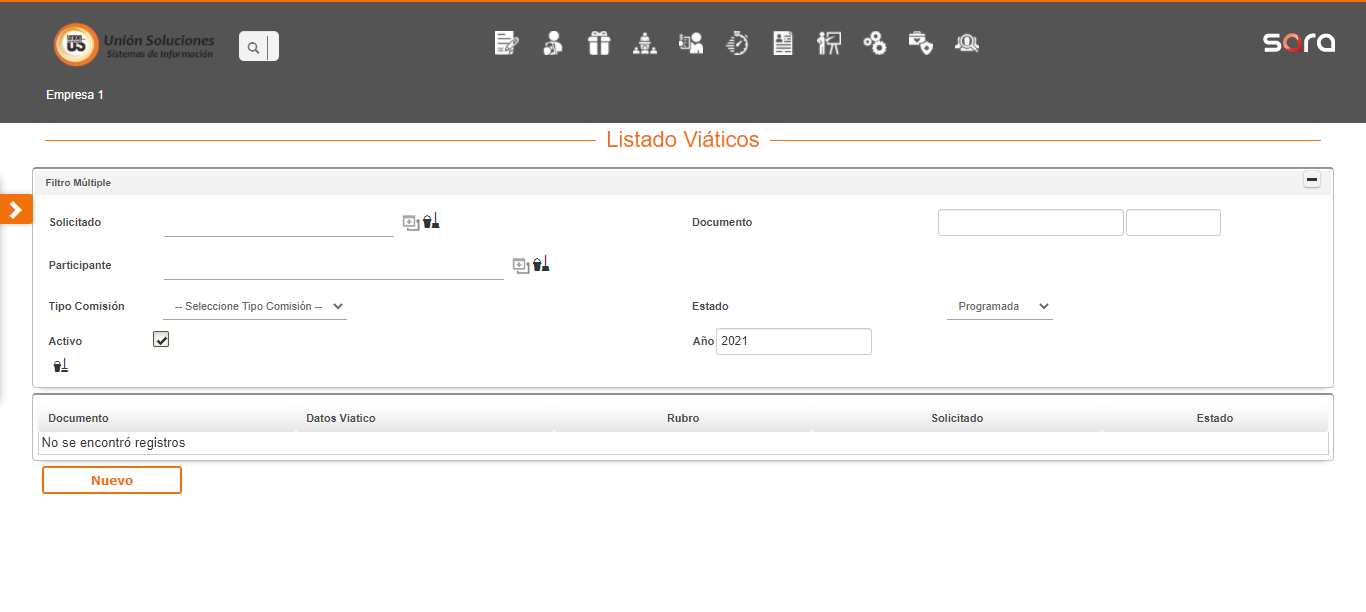 UNION
US
Unión Soluciones
Sistemas de Información
sara
Empresa 1
Listado Viáticos
Filtro Múltiple
Solicitado
Documento
Participante
Tipo Comisión
-- Seleccione Tipo Comisión --
Estado
Programada
Activo
Año 2021
Documento Datos Viatico Rubro Solicitado Estado
No se encontró registros
Nuevo